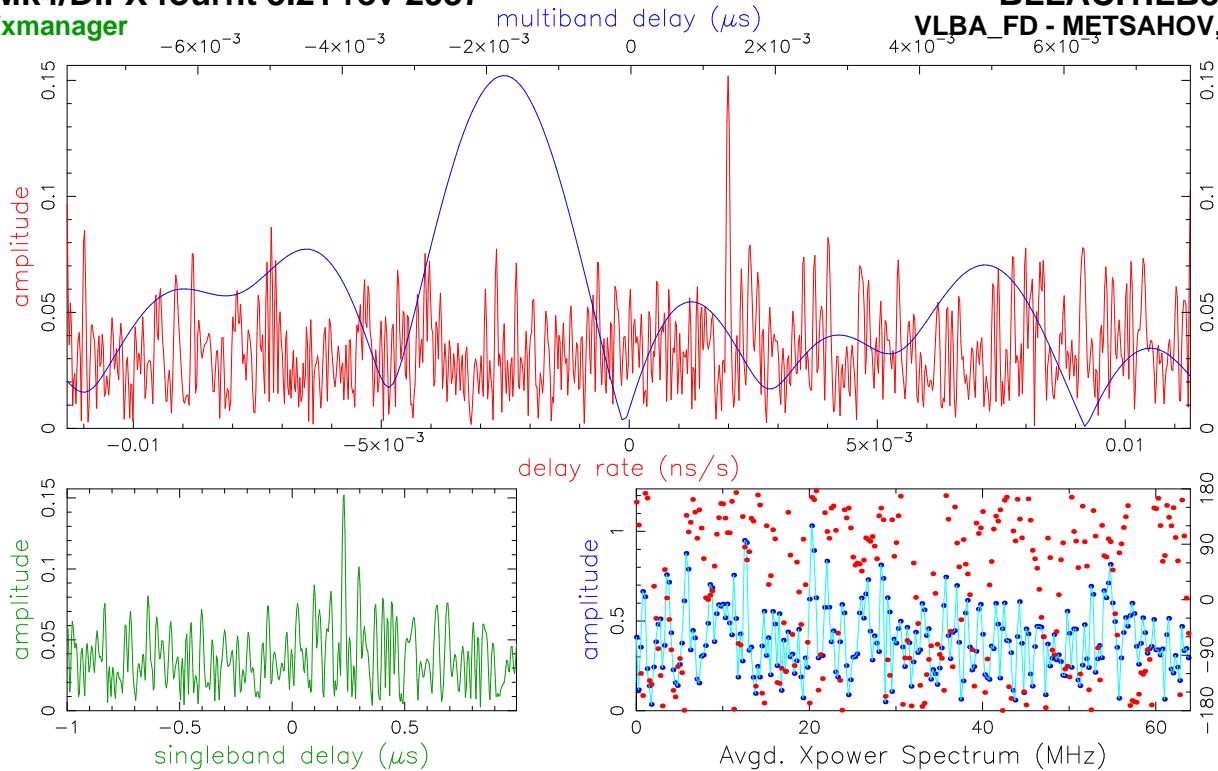 multiband delay (μs)
xmanager
VLBA_FD - METSAHOV,
−6×10⁻³ −4×10⁻³ −2×10⁻³ 0 2×10⁻³ 4×10⁻³ 6×10⁻³
amplitude
0 0.05 0.1 0.15
0 0.05 0.1 0.15
−0.01 −5×10⁻³ 0 5×10⁻³ 0.01
delay rate (ns/s)
amplitude
0 0.05 0.1 0.15
−1 −0.5 0 0.5
singleband delay (μs)
amplitude
0 0.5 1
−180 −90 0 90 180
0 20 40 60
Avgd. Xpower Spectrum (MHz)